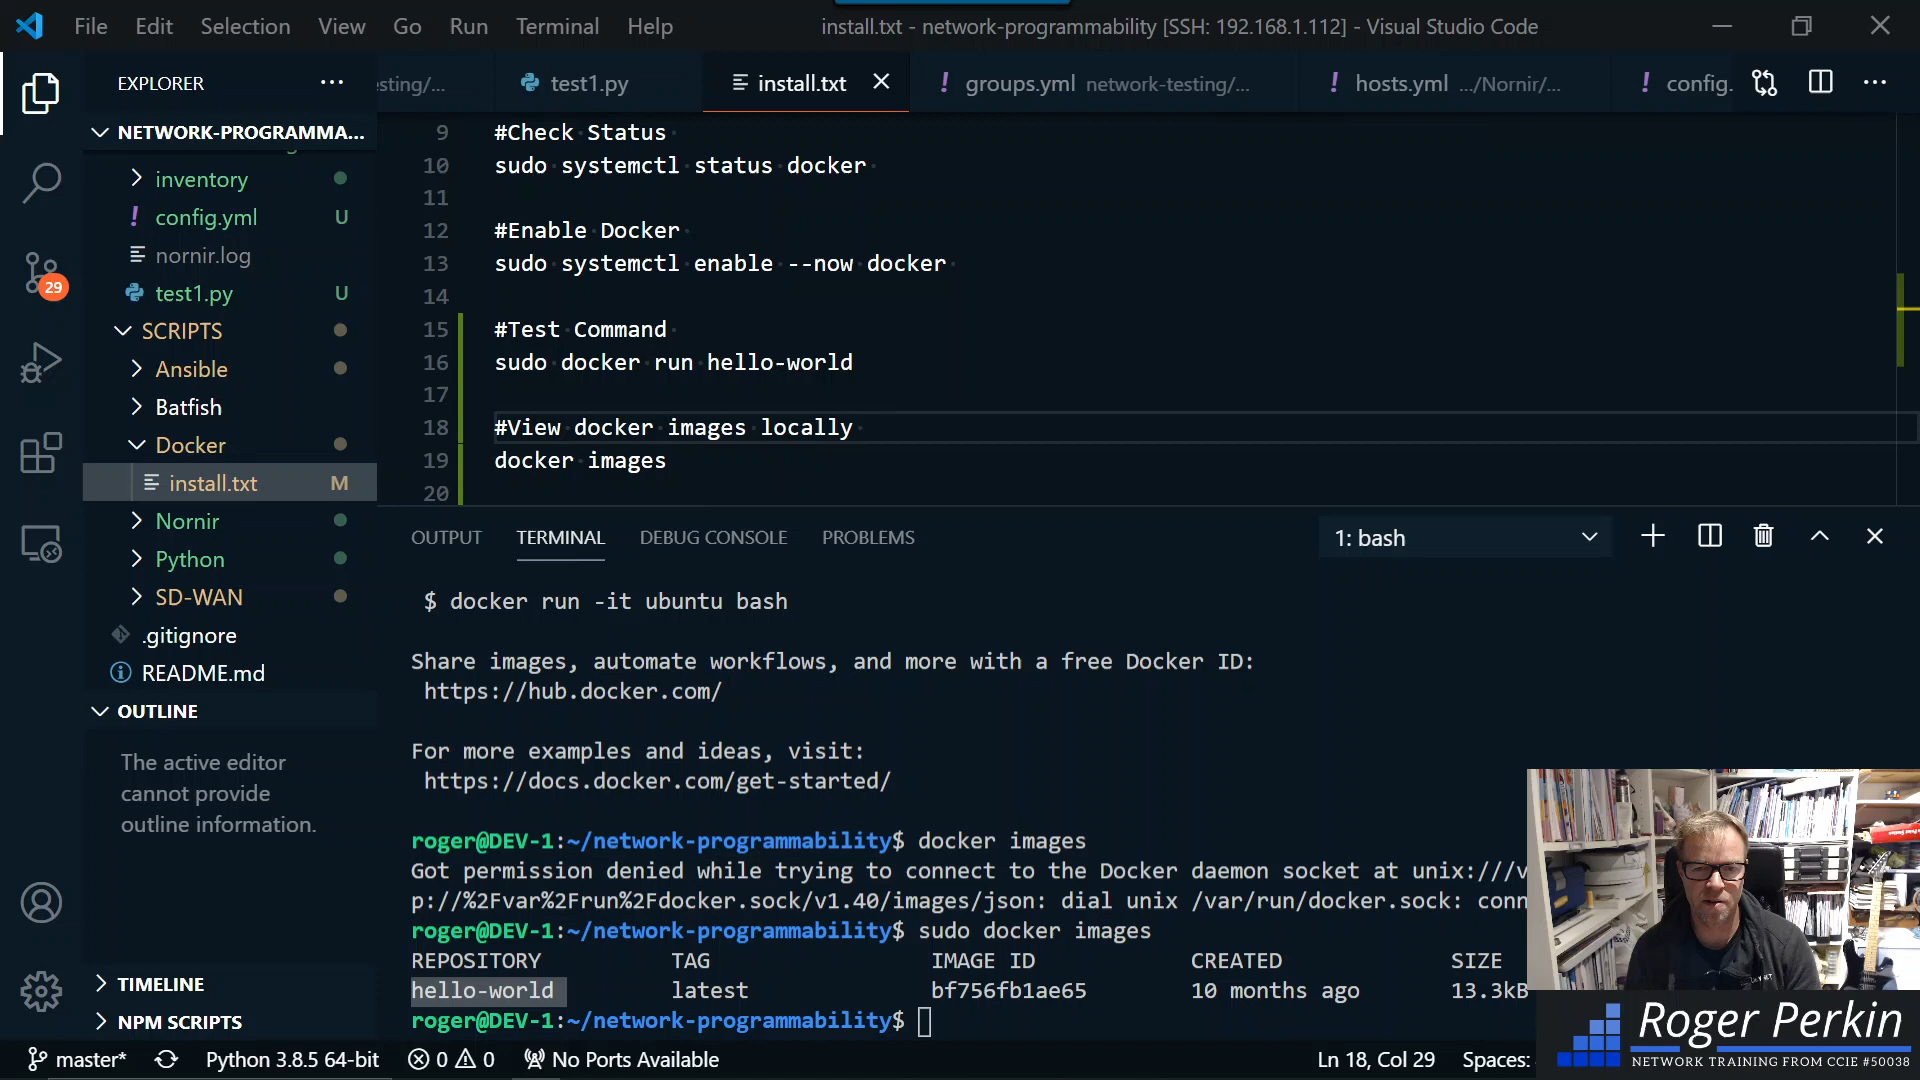 File Edit Selection View Go Run Terminal Help
install.txt - network-programmability [SSH: 192.168.1.112] - Visual Studio Code
EXPLORER
esting/...
test1.py
install.txt
! groups.yml network-testing/...
! hosts.yml .../Nornir/...
! config.
NETWORK-PROGRAMMA...
inventory
! config.yml U
nornir.log
test1.py U
SCRIPTS
Ansible
Batfish
Docker
install.txt M
Nornir
Python
SD-WAN
.gitignore
README.md
OUTLINE
The active editor
cannot provide
outline information.
TIMELINE
NPM SCRIPTS
29
9 #Check Status
10 sudo systemctl status docker
11
12 #Enable Docker
13 sudo systemctl enable --now docker
14
15 #Test Command
16 sudo docker run hello-world
17
18 #View docker images locally
19 docker images
20
OUTPUT TERMINAL DEBUG CONSOLE PROBLEMS
1: bash
$ docker run -it ubuntu bash
Share images, automate workflows, and more with a free Docker ID:
https://hub.docker.com/
For more examples and ideas, visit:
https://docs.docker.com/get-started/
roger@DEV-1:~/network-programmability$ docker images
Got permission denied while trying to connect to the Docker daemon socket at unix:///v
p://%2Fvar%2Frun%2Fdocker.sock/v1.40/images/json: dial unix /var/run/docker.sock: conn
roger@DEV-1:~/network-programmability$ sudo docker images
REPOSITORY TAG IMAGE ID CREATED SIZE
hello-world latest bf756fb1ae65 10 months ago 13.3kB
roger@DEV-1:~/network-programmability$
Roger Perkin
NETWORK TRAINING FROM CCIE #50038
master* Python 3.8.5 64-bit 0 0 No Ports Available Ln 18, Col 29 Spaces: